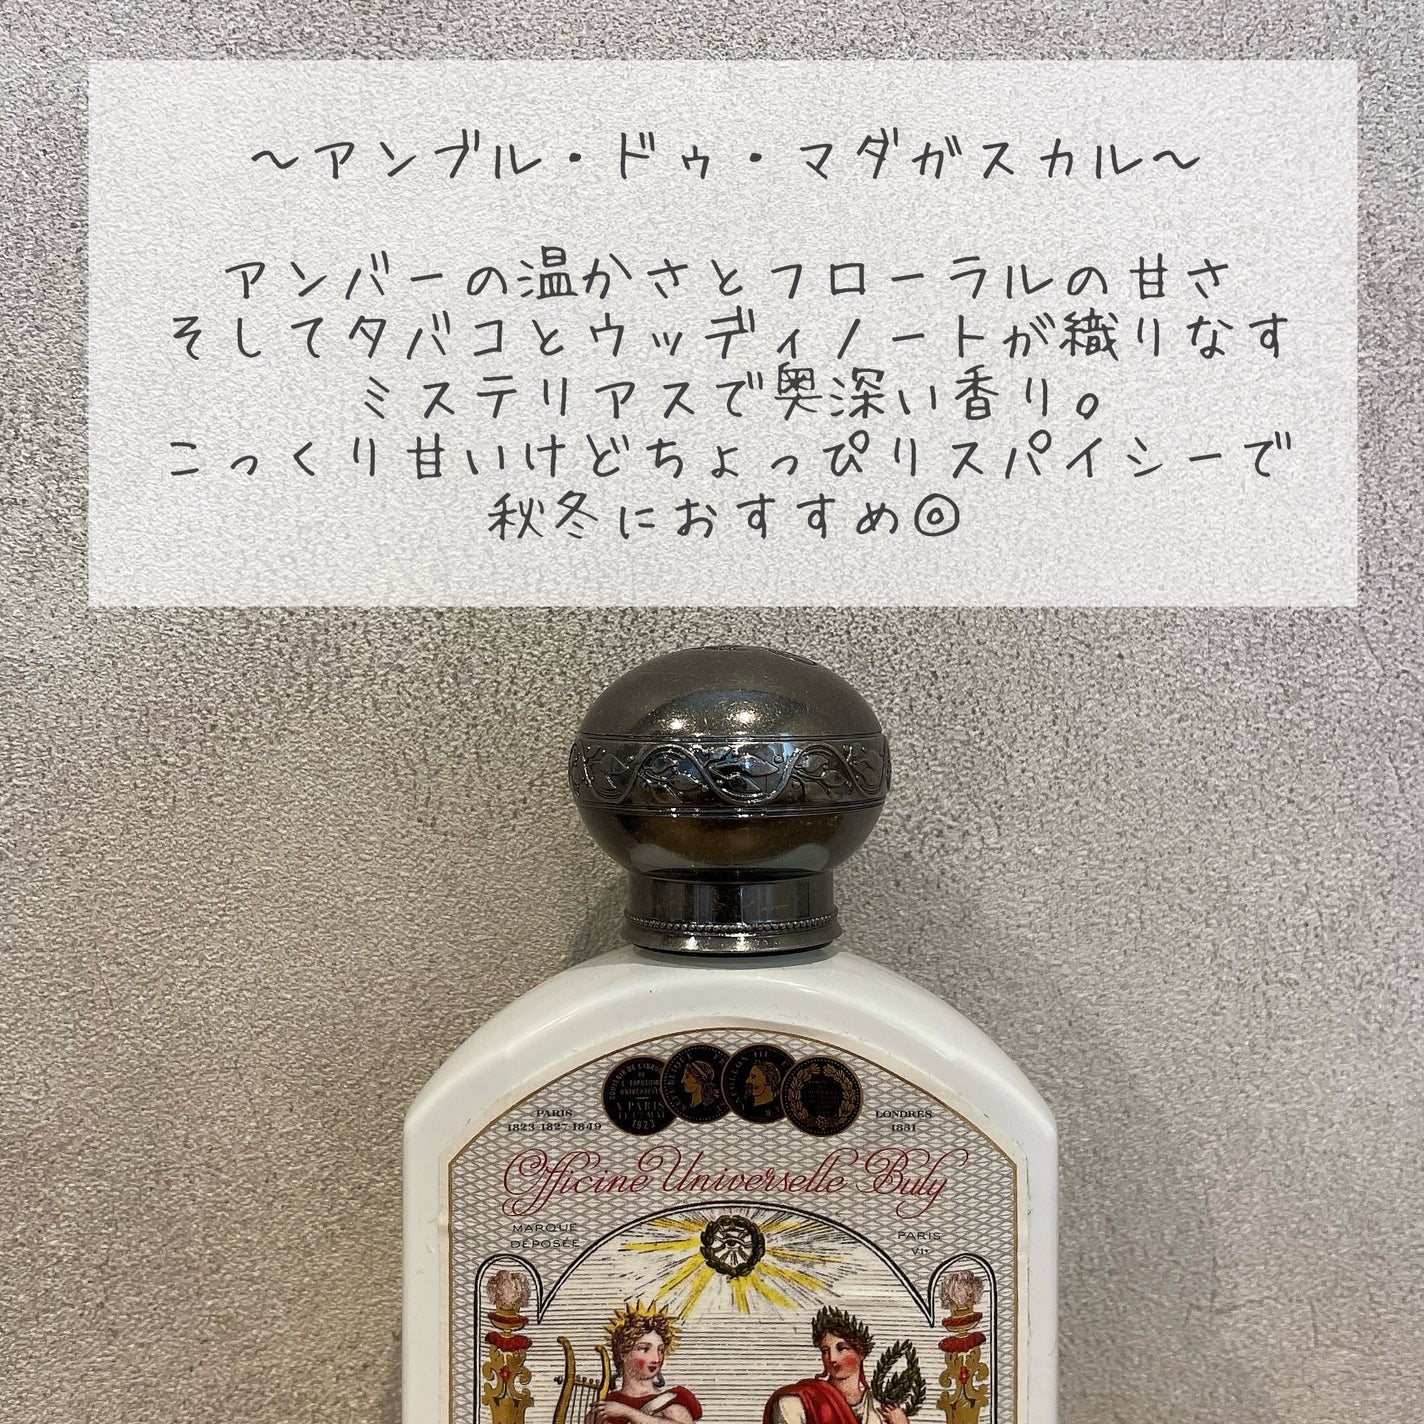 ～アンブル・ドゥ・マダガスカル～
アンバーの温かさとフローラルの甘さ
そしてタバコとウッディノートが織りなす
ミステリアスで奥深い香り。
こっくり甘いけどちょっぴりスパイシーで
秋冬におすすめ◎
PARIS
1823 1827 1849
LONDRES
1851
Officine Universelle Buly
MARQUE
DÉPOSÉE
PARIS
VIe